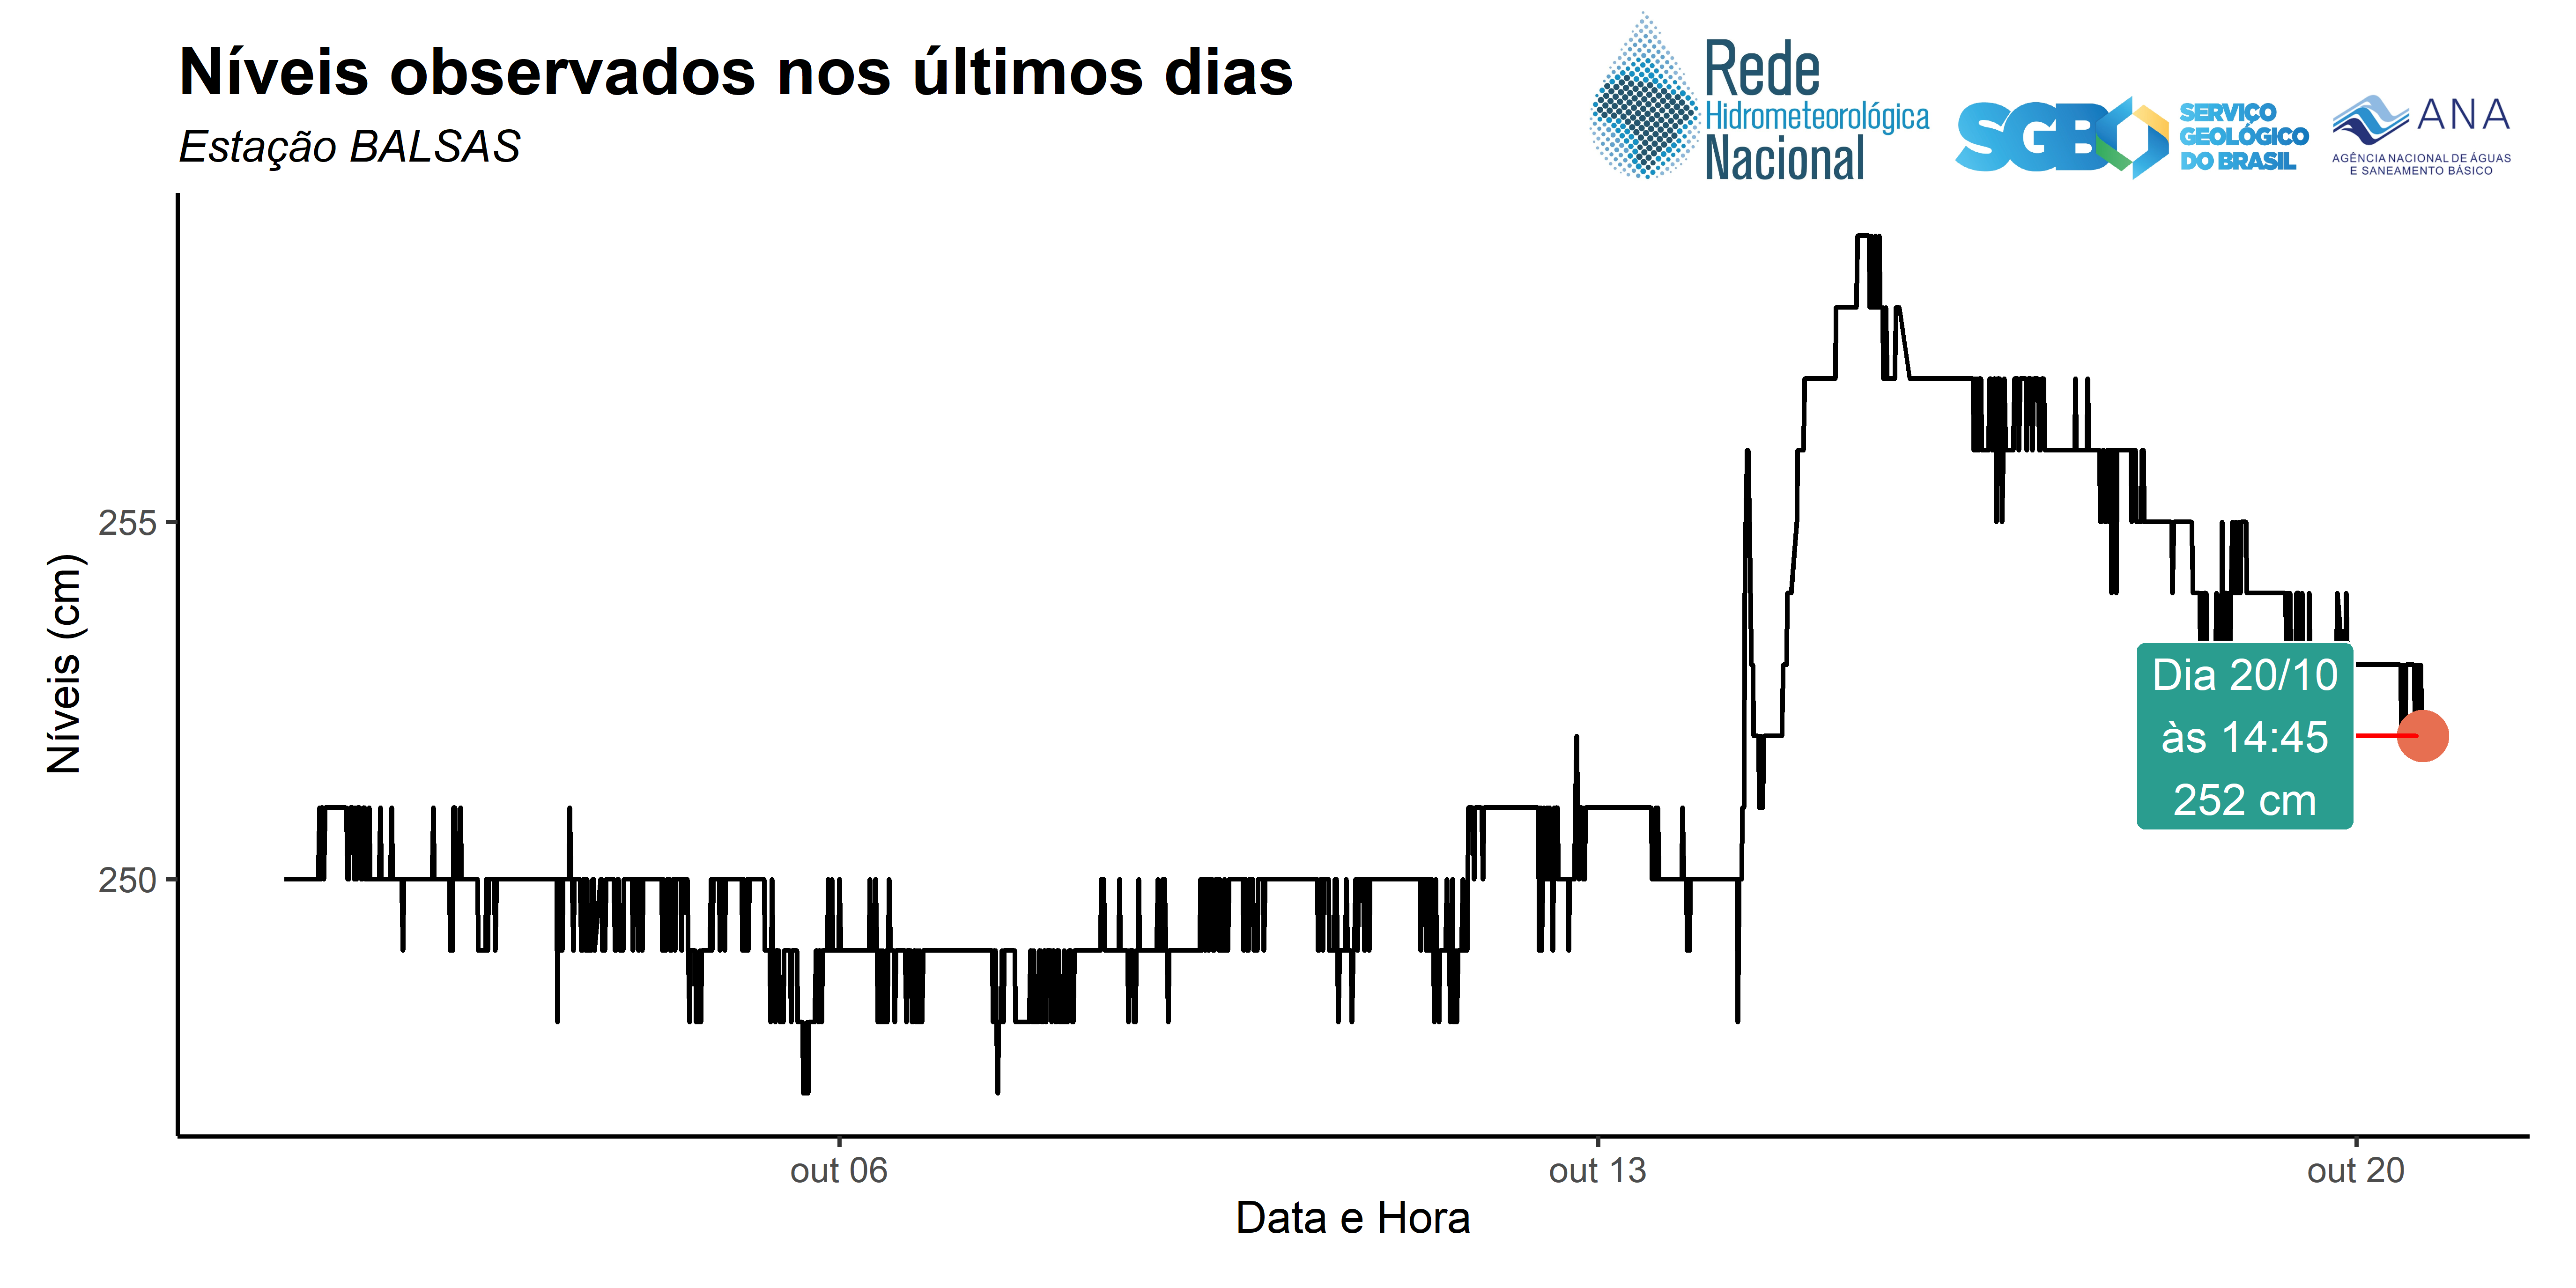 Níveis observados nos últimos dias
Estação BALSAS
Rede
Hidrometeorológica
Nacional
SGB
SERVIÇO
GEOLÓGICO
DO BRASIL
ANA
AGÊNCIA NACIONAL DE ÁGUAS
E SANEAMENTO BÁSICO
Níveis (cm)
255
250
Dia 20/10
às 14:45
252 cm
out 06
out 13
out 20
Data e Hora